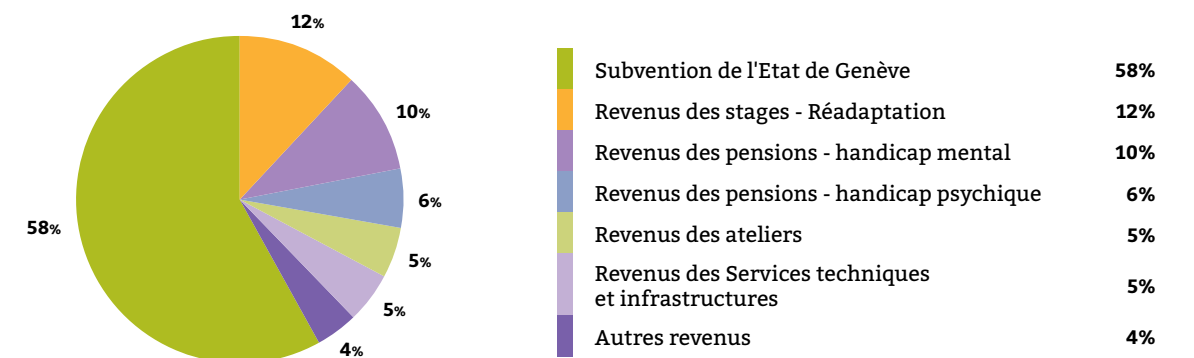 12%
10%
6%
5%
5%
4%
58%
Subvention de l'Etat de Genève 58%
Revenus des stages - Réadaptation 12%
Revenus des pensions - handicap mental 10%
Revenus des pensions - handicap psychique 6%
Revenus des ateliers 5%
Revenus des Services techniques
et infrastructures 5%
Autres revenus 4%